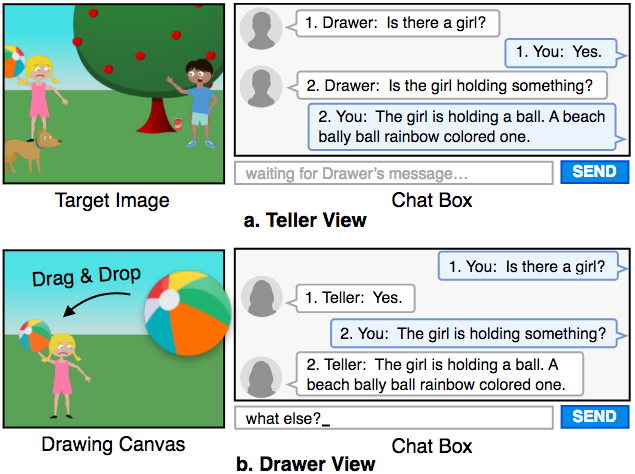 1. Drawer:  Is there a girl?
1. You:  Yes.
2. Drawer:  Is the girl holding something?
2. You:  The girl is holding a ball. A beach
bally ball rainbow colored one.
waiting for Drawer's message...
SEND
Target Image
Chat Box
a. Teller View
Drag & Drop
1. You:  Is there a girl?
1. Teller:  Yes.
2. You:  The girl is holding something?
2. Teller:  The girl is holding a ball. A
beach bally ball rainbow colored one.
what else?_
SEND
Drawing Canvas
Chat Box
b. Drawer View